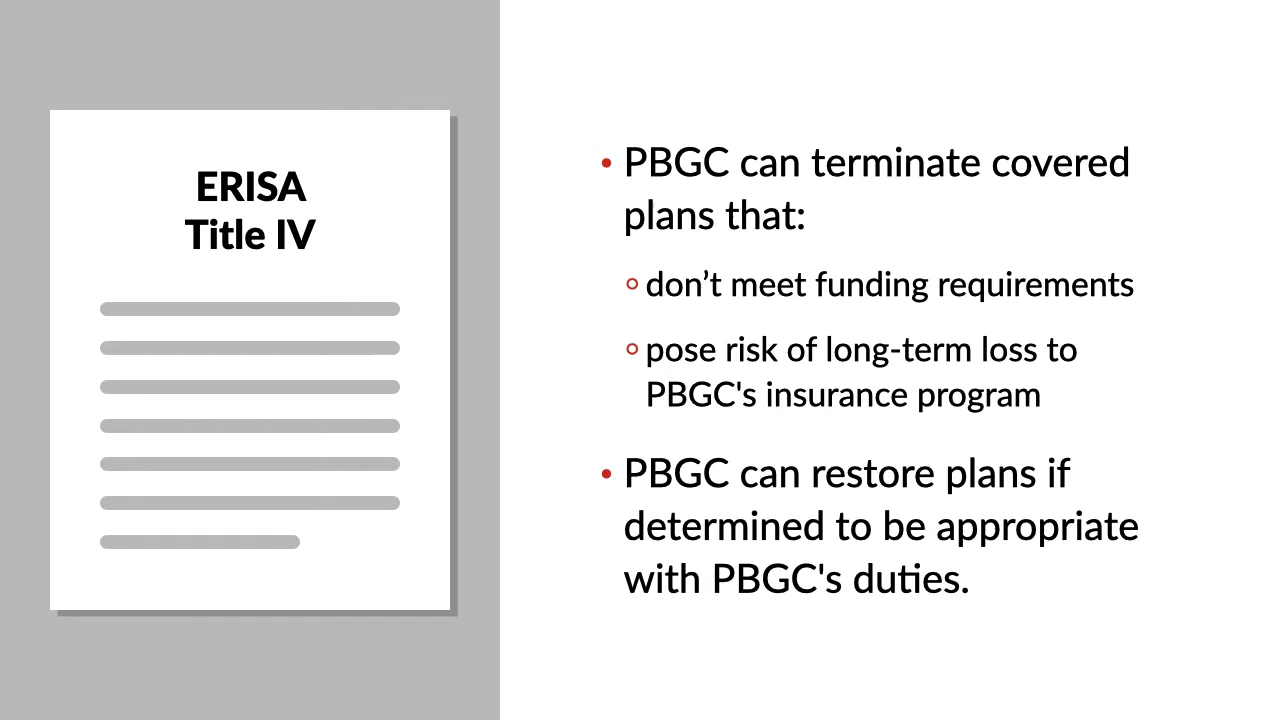 ERISA
Title IV
• PBGC can terminate covered
plans that:
○ don’t meet funding requirements
○ pose risk of long-term loss to
PBGC's insurance program
• PBGC can restore plans if
determined to be appropriate
with PBGC's duties.